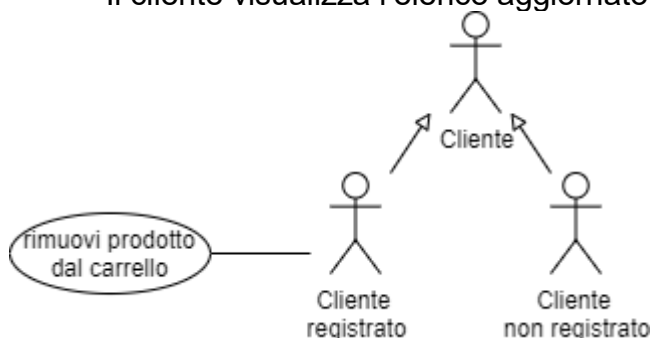 Il cliente visualizza l'elenco aggiornato
Cliente
rimuovi prodotto
dal carrello
Cliente
registrato
Cliente
non registrato